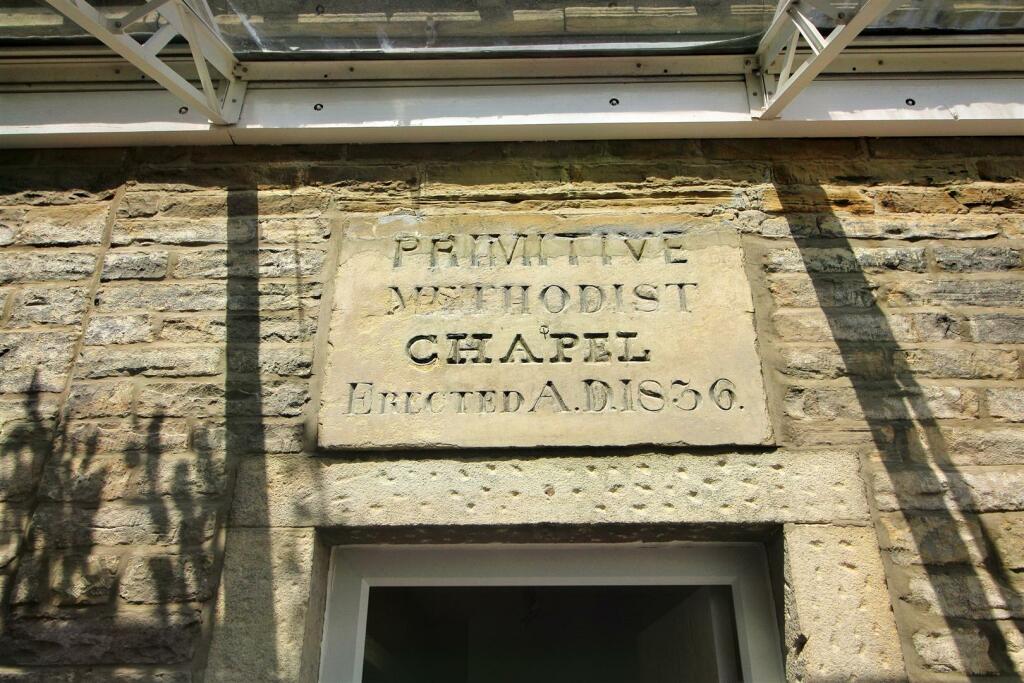 PRIMITIVE
METHODIST
CHAPEL
ERECTED A.D. 1836.